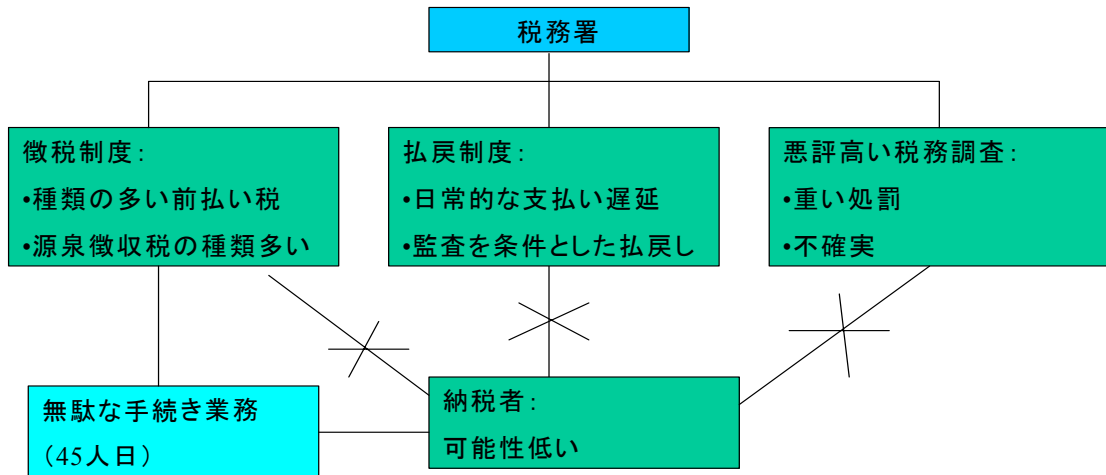 税務署
徴税制度:
•種類の多い前払い税
•源泉徴収税の種類多い
払戻制度:
•日常的な支払い遅延
•監査を条件とした払戻し
悪評高い税務調査:
•重い処罰
•不確実
無駄な手続き業務
（45人日）
納税者:
可能性低い